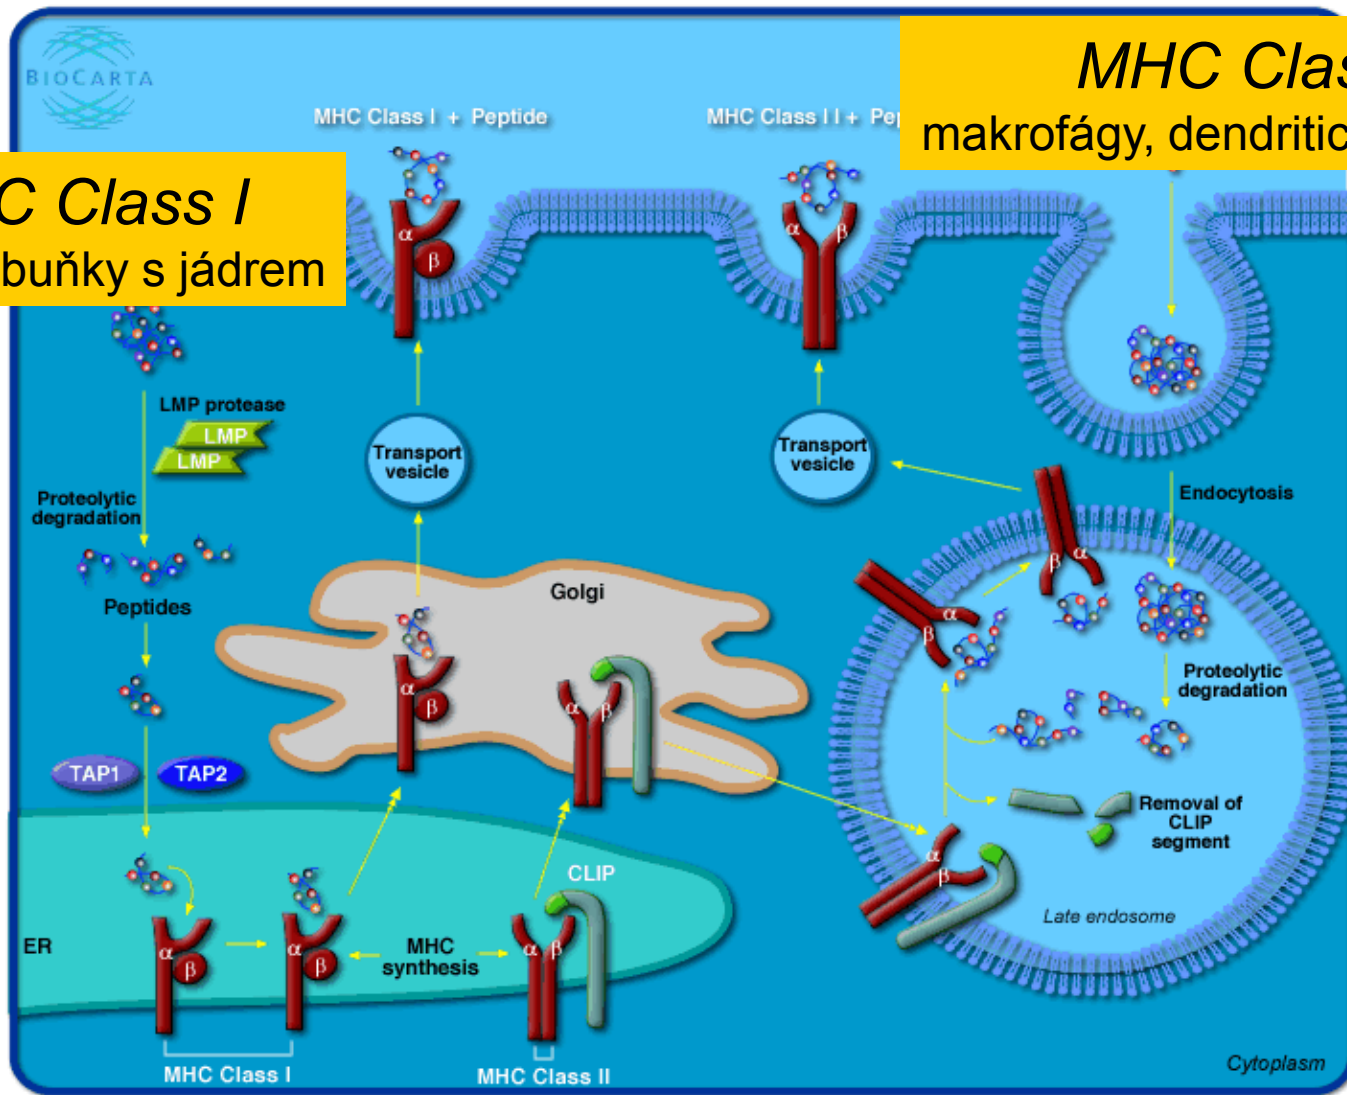 BIOCARTA
MHC Class I + Peptide
MHC Class I I + Pep
MHC Clas
makrofágy, dendritic
C Class I
buňky s jádrem
LMP protease
LMP
LMP
Proteolytic
degradation
Peptides
TAP1
TAP2
Transport
vesicle
Transport
vesicle
Golgi
α
β
α
β
α
β
α
β
Endocytosis
β
α
α
β
Proteolytic
degradation
Removal of
CLIP
segment
α
β
Late endosome
ER
α
β
α
β
MHC
synthesis
α
β
CLIP
MHC Class I
MHC Class II
Cytoplasm